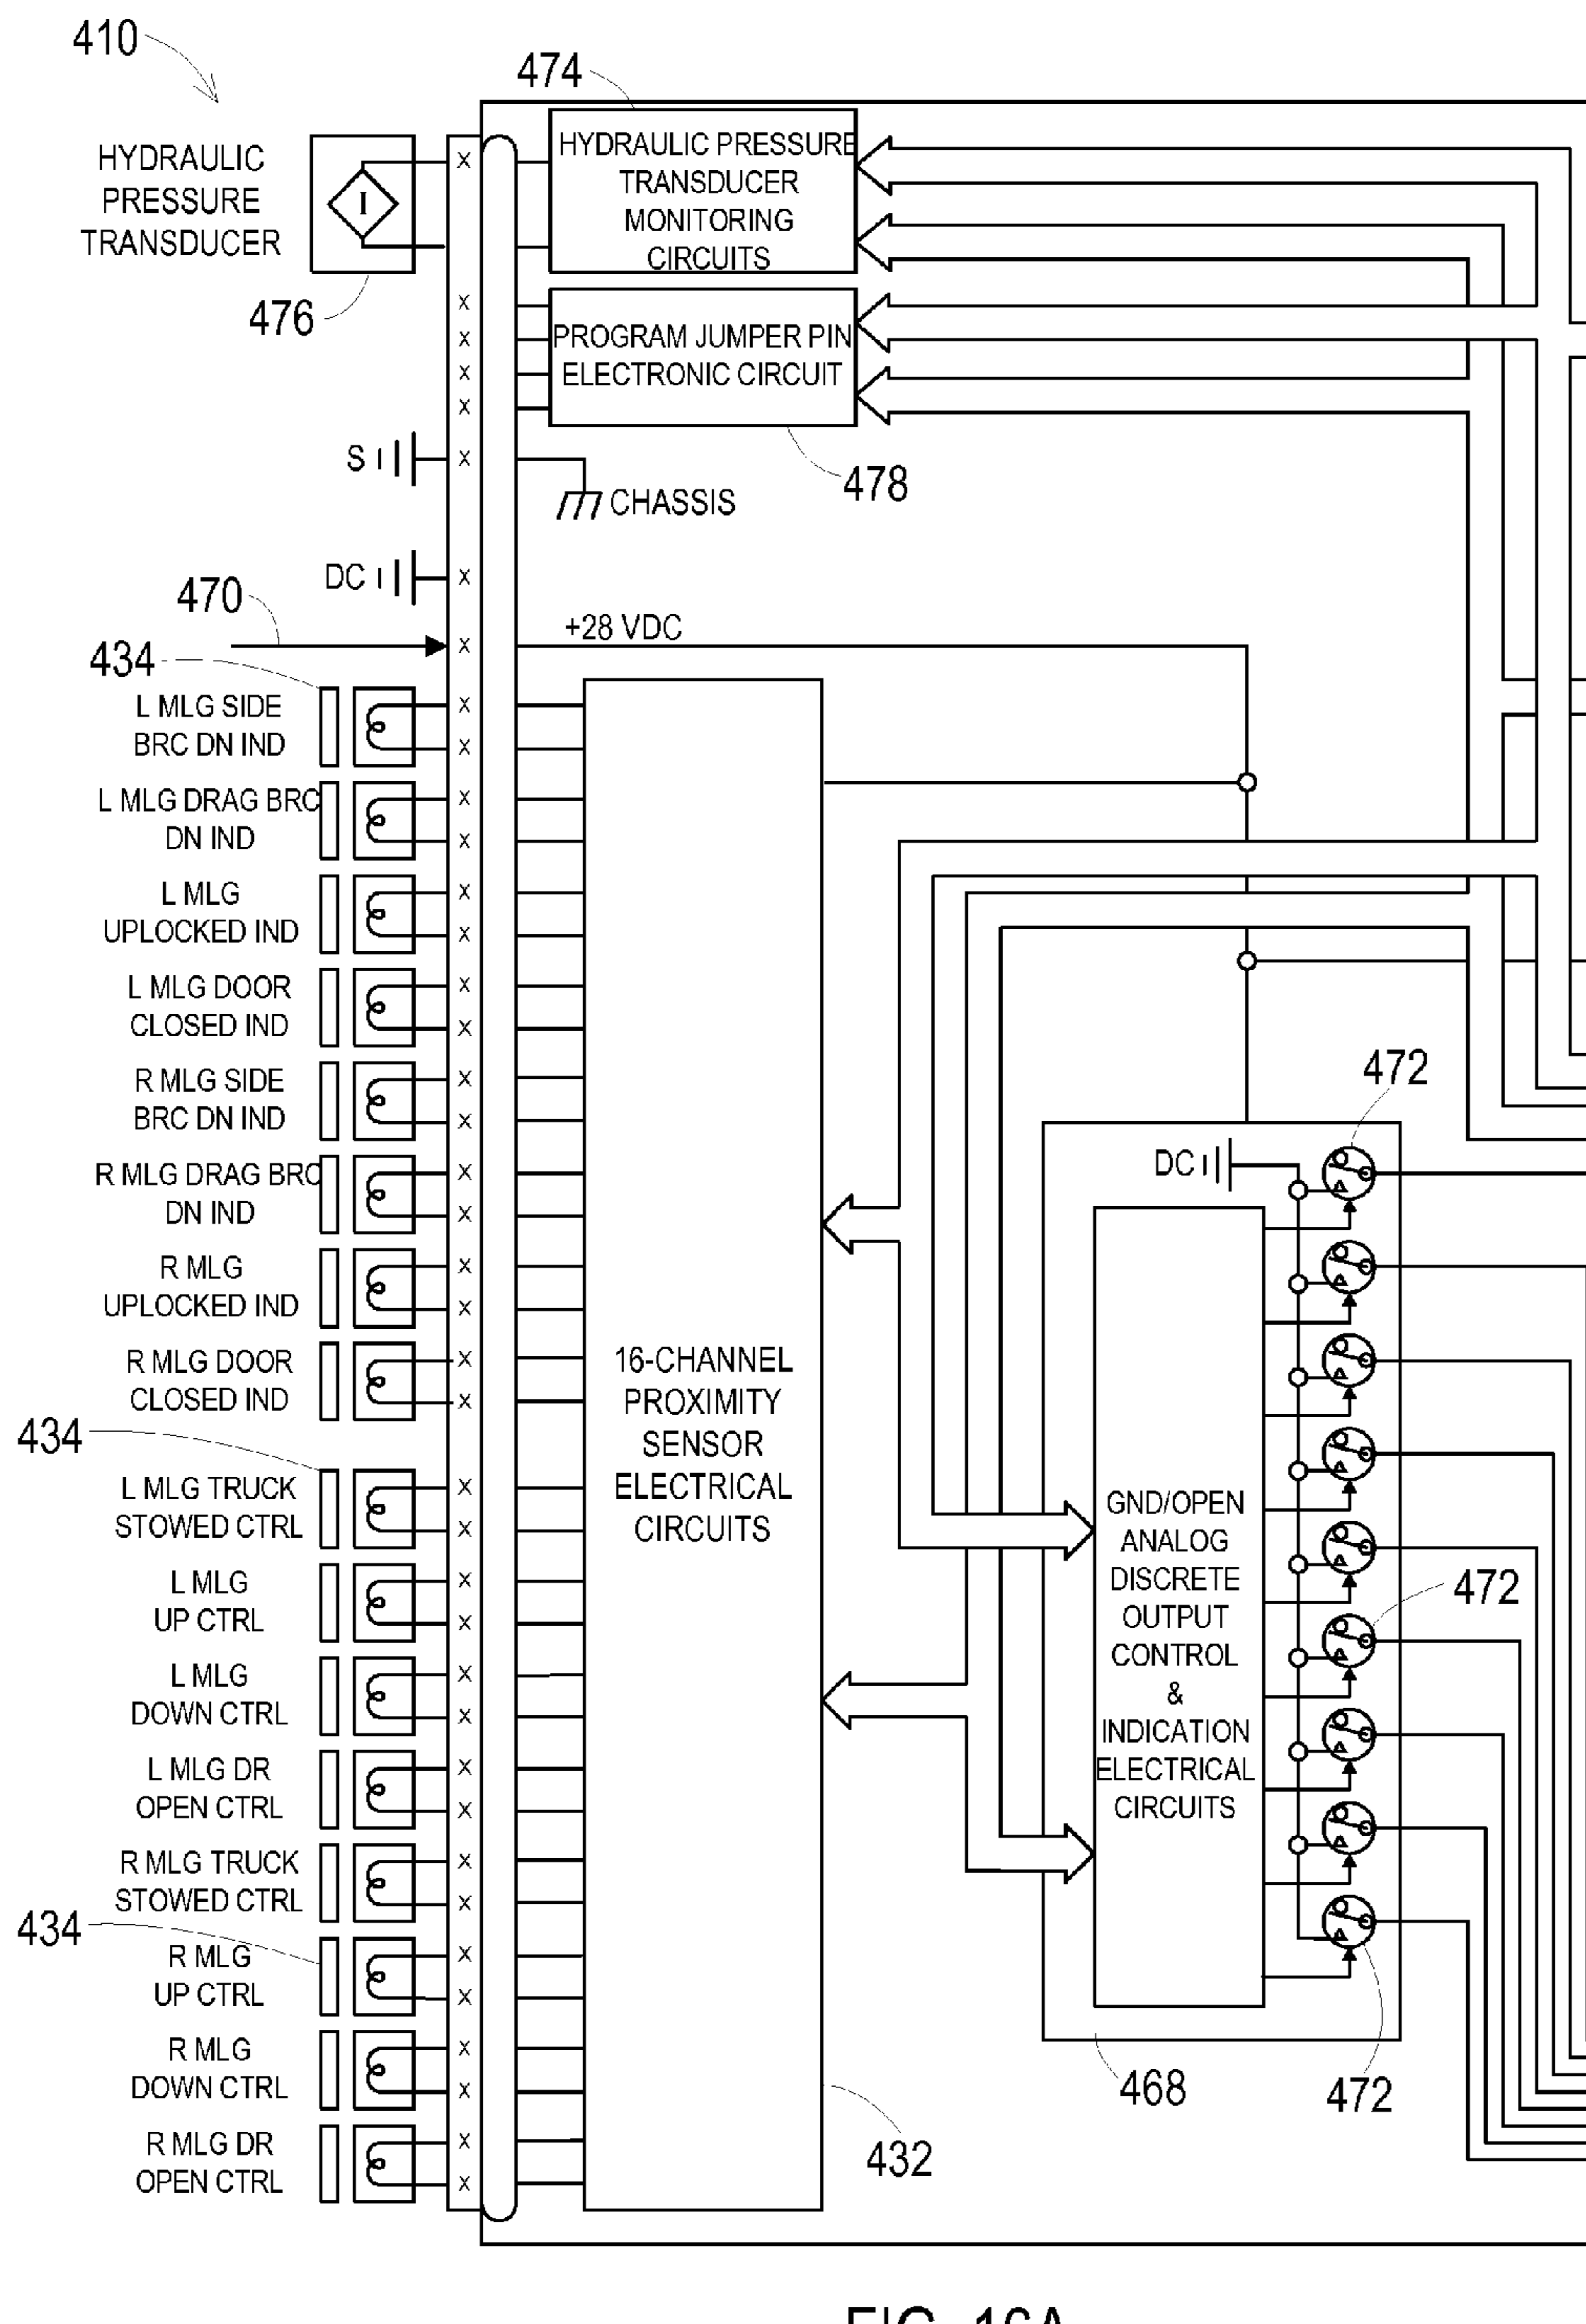 410
474
HYDRAULIC
PRESSURE
TRANSDUCER
I
X
476
HYDRAULIC PRESSURE
TRANSDUCER
MONITORING
CIRCUITS
X
X
X
X
PROGRAM JUMPER PIN
ELECTRONIC CIRCUIT
478
S
X
CHASSIS
DC
X
470
X
+28 VDC
434
L MLG SIDE
BRC DN IND
X
X
L MLG DRAG BRC
DN IND
X
X
L MLG
UPLOCKED IND
X
X
L MLG DOOR
CLOSED IND
X
X
R MLG SIDE
BRC DN IND
X
X
R MLG DRAG BRC
DN IND
X
X
R MLG
UPLOCKED IND
X
X
R MLG DOOR
CLOSED IND
X
X
434
L MLG TRUCK
STOWED CTRL
X
X
L MLG
UP CTRL
X
X
L MLG
DOWN CTRL
X
X
L MLG DR
OPEN CTRL
X
X
R MLG TRUCK
STOWED CTRL
X
X
434
R MLG
UP CTRL
X
X
R MLG
DOWN CTRL
X
X
R MLG DR
OPEN CTRL
X
X
16-CHANNEL
PROXIMITY
SENSOR
ELECTRICAL
CIRCUITS
432
472
DC
GND/OPEN
ANALOG
DISCRETE
OUTPUT
CONTROL
&
INDICATION
ELECTRICAL
CIRCUITS
472
468
472
FIG. 16A